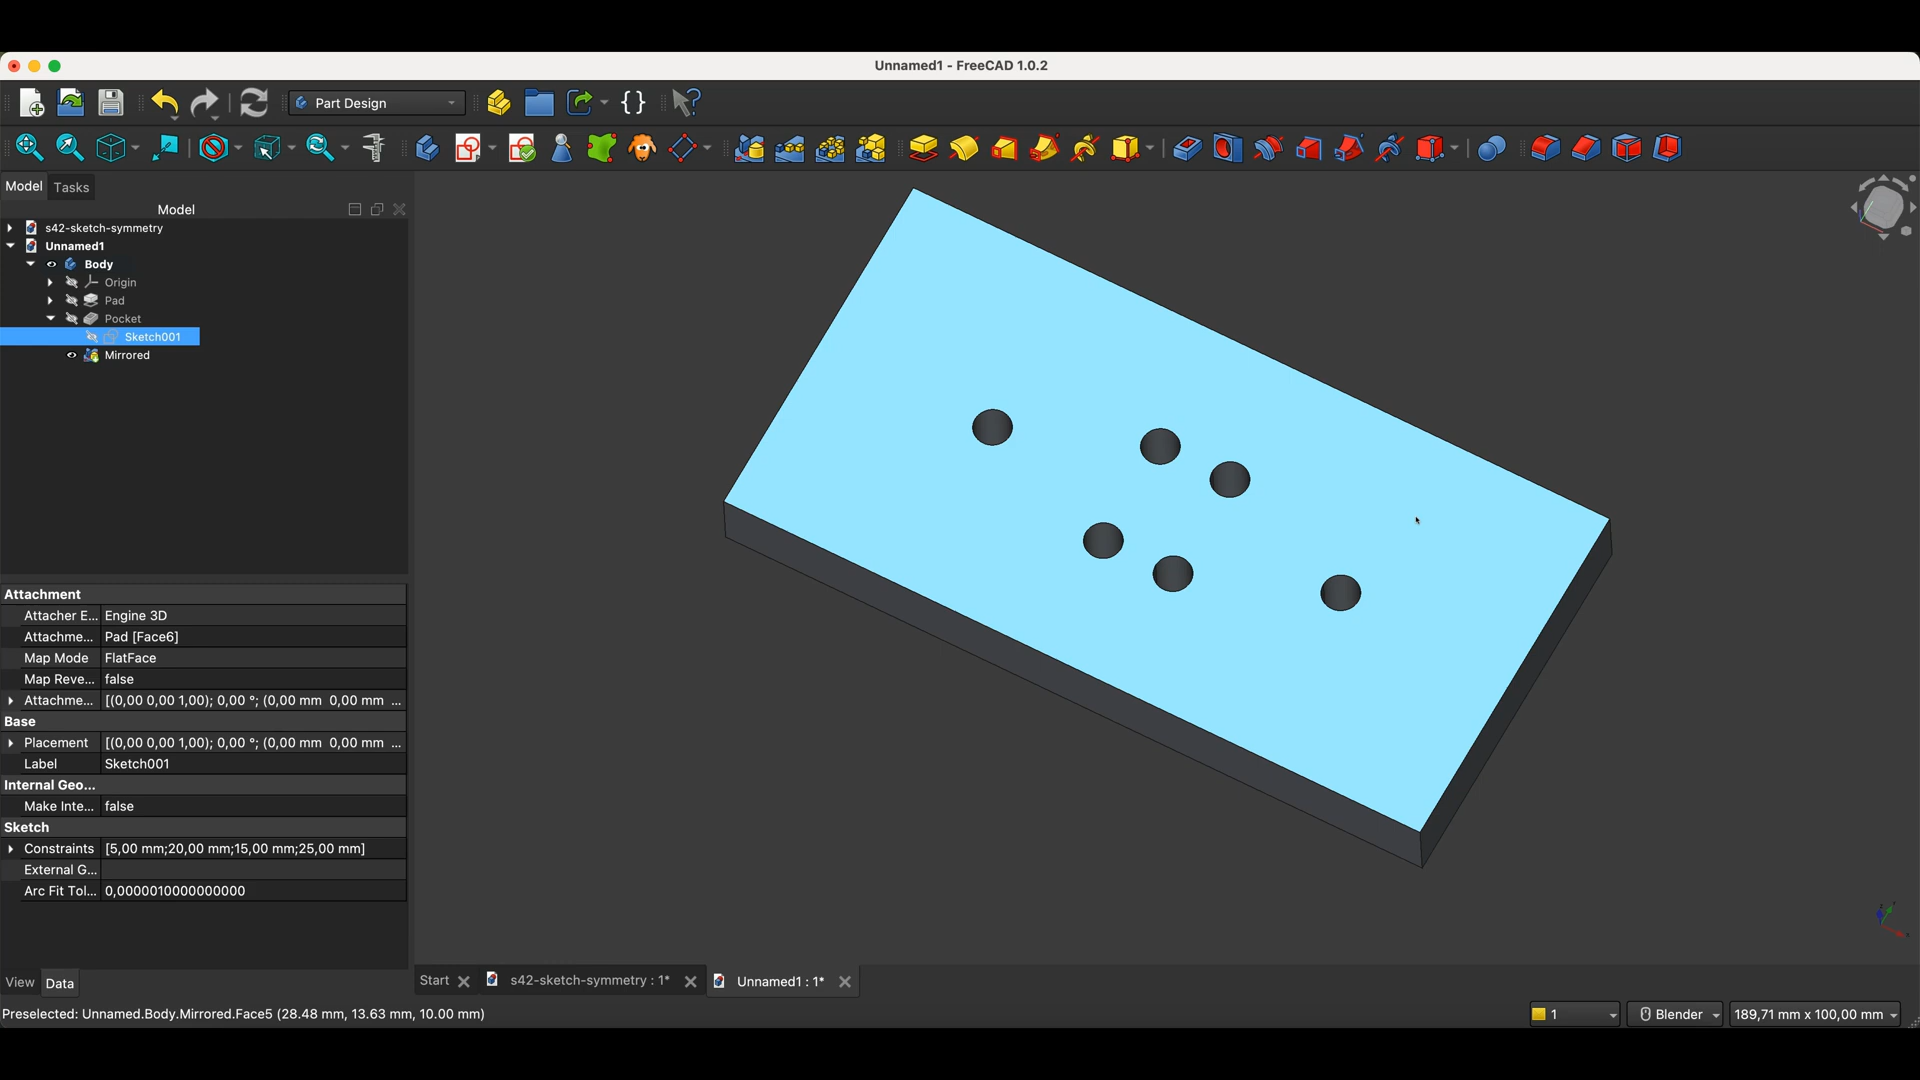 Unnamed1 - FreeCAD 1.0.2
Part Design
Model
Tasks
Model
s42-sketch-symmetry
Unnamed1
Body
Origin
Pad
Pocket
Sketch001
Mirrored
Attachment
Attacher E... Engine 3D
Attachme... Pad [Face6]
Map Mode FlatFace
Map Reve... false
Attachme... [(0,00 0,00 1,00); 0,00 °; (0,00 mm 0,00 mm ...
Base
Placement [(0,00 0,00 1,00); 0,00 °; (0,00 mm 0,00 mm ...
Label Sketch001
Internal Geo...
Make Inte... false
Sketch
Constraints [5,00 mm;20,00 mm;15,00 mm;25,00 mm]
External G...
Arc Fit Tol... 0,0000010000000000
View Data
Start s42-sketch-symmetry : 1* Unnamed1 : 1*
Preselected: Unnamed.Body.Mirrored.Face5 (28.48 mm, 13.63 mm, 10.00 mm)
1 Blender 189,71 mm x 100,00 mm